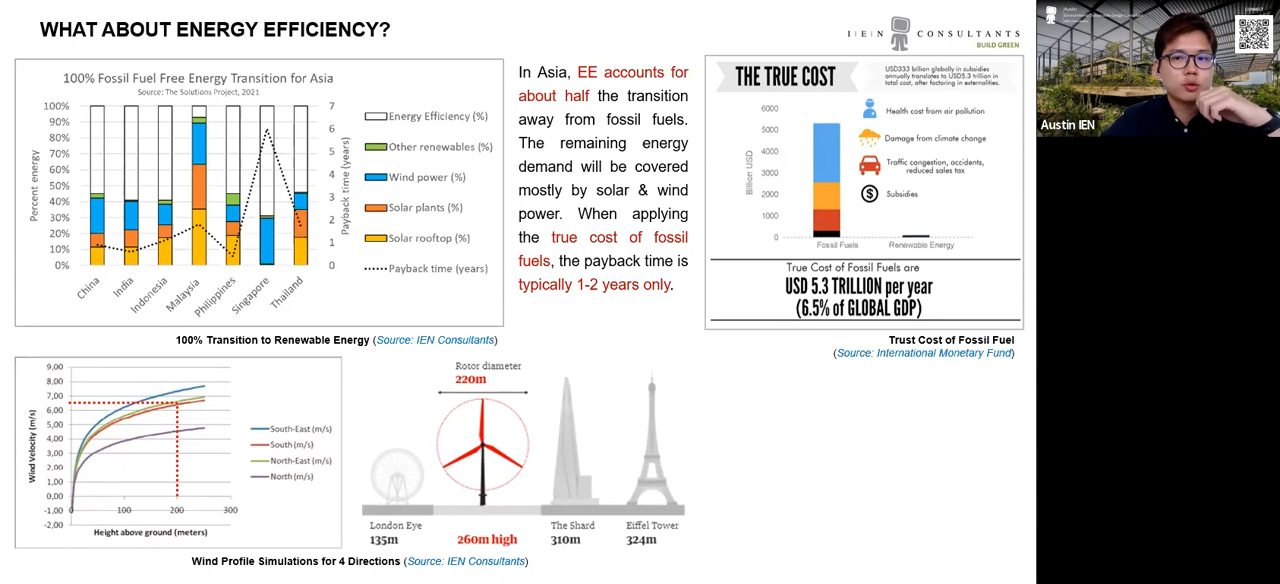 WHAT ABOUT ENERGY EFFICIENCY?
I|E|N CONSULTANTS
BUILD GREEN
100% Fossil Fuel Free Energy Transition for Asia
Source: The Solutions Project, 2021
100%
90%
80%
70%
60%
50%
40%
30%
20%
10%
0%
Percent energy
7
6
5
4
3
2
1
0
Payback time (years)
China
India
Indonesia
Malaysia
Philippines
Singapore
Thailand
Energy Efficiency (%)
Other renewables (%)
Wind power (%)
Solar plants (%)
Solar rooftop (%)
Payback time (years)
100% Transition to Renewable Energy (Source: IEN Consultants)
In Asia, EE accounts for
about half the transition
away from fossil fuels.
The remaining energy
demand will be covered
mostly by solar & wind
power. When applying
the true cost of fossil
fuels, the payback time is
typically 1-2 years only.
THE TRUE COST
USD333 billion globally in subsidies
annually translates to USD5.3 trillion in
total cost, after factoring in externalities.
6000
5000
4000
3000
2000
1000
0
Billion USD
Fossil Fuels
Renewable Energy
Health cost from air pollution
Damage from climate change
Traffic congestion, accidents,
reduced sales tax
Subsidies
True Cost of Fossil Fuels are
USD 5.3 TRILLION per year
(6.5% of GLOBAL GDP)
Trust Cost of Fossil Fuel
(Source: International Monetary Fund)
9,00
8,00
7,00
6,00
5,00
4,00
3,00
2,00
1,00
0,00
-1,00
-2,00
Wind Velocity (m/s)
0
100
200
300
Height above ground (meters)
South-East (m/s)
South (m/s)
North-East (m/s)
North (m/s)
Rotor diameter
220m
London Eye
135m
260m high
The Shard
310m
Eiffel Tower
324m
Wind Profile Simulations for 4 Directions (Source: IEN Consultants)
Austin
CONNECT
Austin IEN